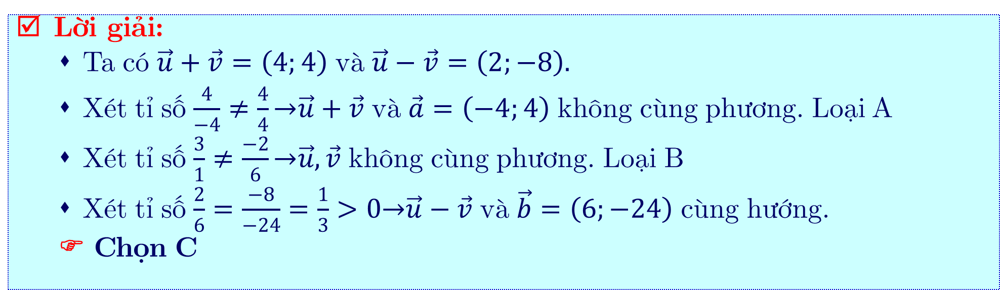 ☑ Lời giải:
⬧ Ta có $\vec{u} + \vec{v} = (4; 4)$ và $\vec{u} - \vec{v} = (2; -8)$.
⬧ Xét tỉ số $\frac{4}{-4} \neq \frac{4}{4} \rightarrow \vec{u} + \vec{v}$ và $\vec{a} = (-4; 4)$ không cùng phương. Loại A
⬧ Xét tỉ số $\frac{3}{1} \neq \frac{-2}{6} \rightarrow \vec{u}, \vec{v}$ không cùng phương. Loại B
⬧ Xét tỉ số $\frac{2}{6} = \frac{-8}{-24} = \frac{1}{3} > 0 \rightarrow \vec{u} - \vec{v}$ và $\vec{b} = (6; -24)$ cùng hướng.
☞ Chọn C